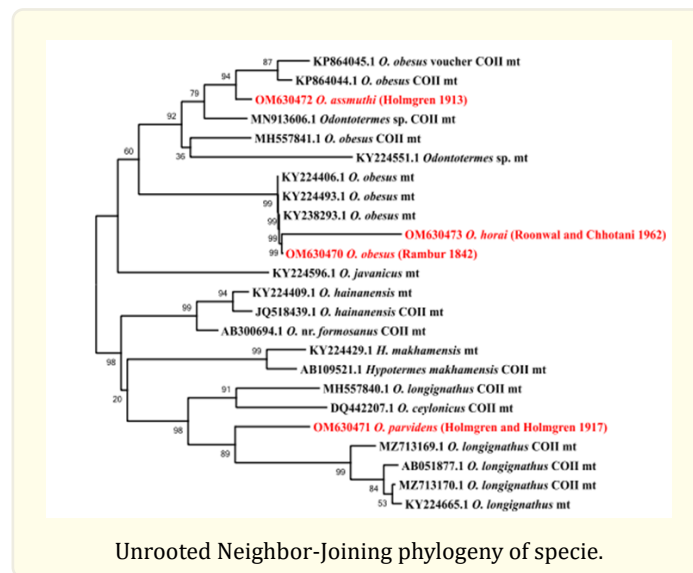 87
KP864045.1 O. obesus voucher COII mt
94
KP864044.1 O. obesus COII mt
79
OM630472 O. assmuthi (Holmgren 1913)
92
MN913606.1 Odontotermes sp. COII mt
MH557841.1 O. obesus COII mt
60
36
KY224551.1 Odontotermes sp. mt
KY224406.1 O. obesus mt
99
KY224493.1 O. obesus mt
99
KY238293.1 O. obesus mt
99
OM630473 O. horai (Roonwal and Chhotani 1962)
99
OM630470 O. obesus (Rambur 1842)
KY224596.1 O. javanicus mt
94
KY224409.1 O. hainanensis mt
99
JQ518439.1 O. hainanensis COII mt
AB300694.1 O. nr. formosanus COII mt
98
99
KY224429.1 H. makhamensis mt
AB109521.1 Hypotermes makhamensis COII mt
20
91
MH557840.1 O. longignathus COII mt
DQ442207.1 O. ceylonicus COII mt
98
OM630471 O. parvidens (Holmgren and Holmgren 1917)
89
MZ713169.1 O. longignathus COII mt
99
AB051877.1 O. longignathus COII mt
84
MZ713170.1 O. longignathus COII mt
53
KY224665.1 O. longignathus mt
Unrooted Neighbor-Joining phylogeny of specie.